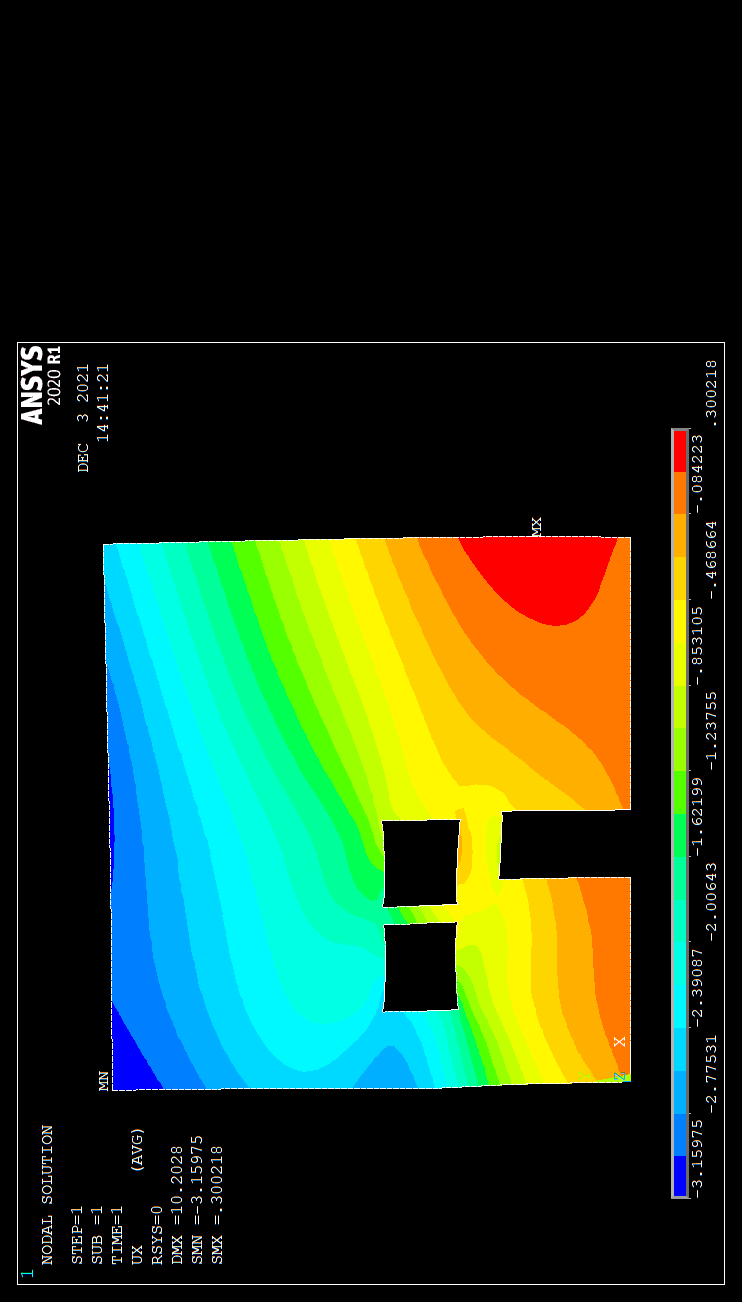 1
NODAL SOLUTION
STEP=1
SUB =1
TIME=1
UX (AVG)
RSYS=0
DMX =10.2028
SMN =-3.15975
SMX =.300218
ANSYS
2020 R1
DEC 3 2021
14:41:21
MN
MX
X
Z
-3.15975
-2.77531
-2.39087
-2.00643
-1.62199
-1.23755
-.853105
-.468664
-.084223
.300218